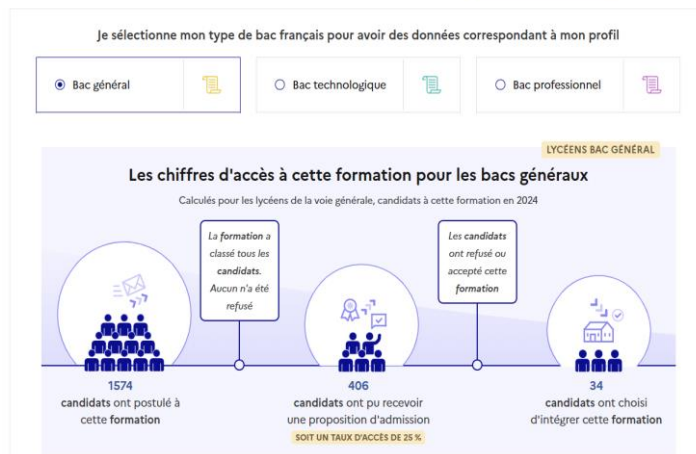 Je sélectionne mon type de bac français pour avoir des données correspondant à mon profil
Bac général
Bac technologique
Bac professionnel
LYCÉENS BAC GÉNÉRAL
Les chiffres d'accès à cette formation pour les bacs généraux
Calculés pour les lycéens de la voie générale, candidats à cette formation en 2024
La formation a
classé tous les
candidats.
Aucun n'a été
refusé
Les candidats
ont refusé ou
accepté cette
formation
1574
candidats ont postulé à
cette formation
406
candidats ont pu recevoir
une proposition d'admission
SOIT UN TAUX D'ACCÈS DE 25 %
34
candidats ont choisi
d'intégrer cette formation